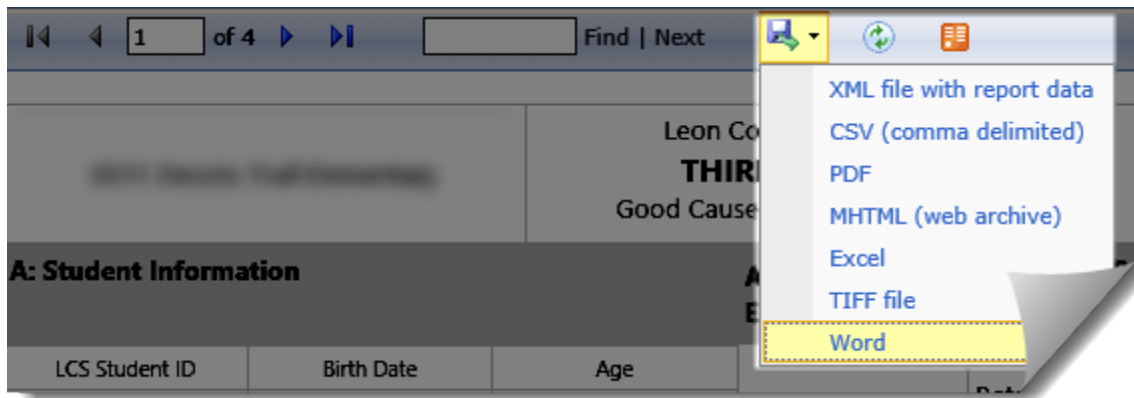 1 of 4 Find | Next
XML file with report data
CSV (comma delimited)
PDF
MHTML (web archive)
Excel
TIFF file
Word
Leon Co
THIR
Good Cause
A: Student Information
A
E
LCS Student ID Birth Date Age